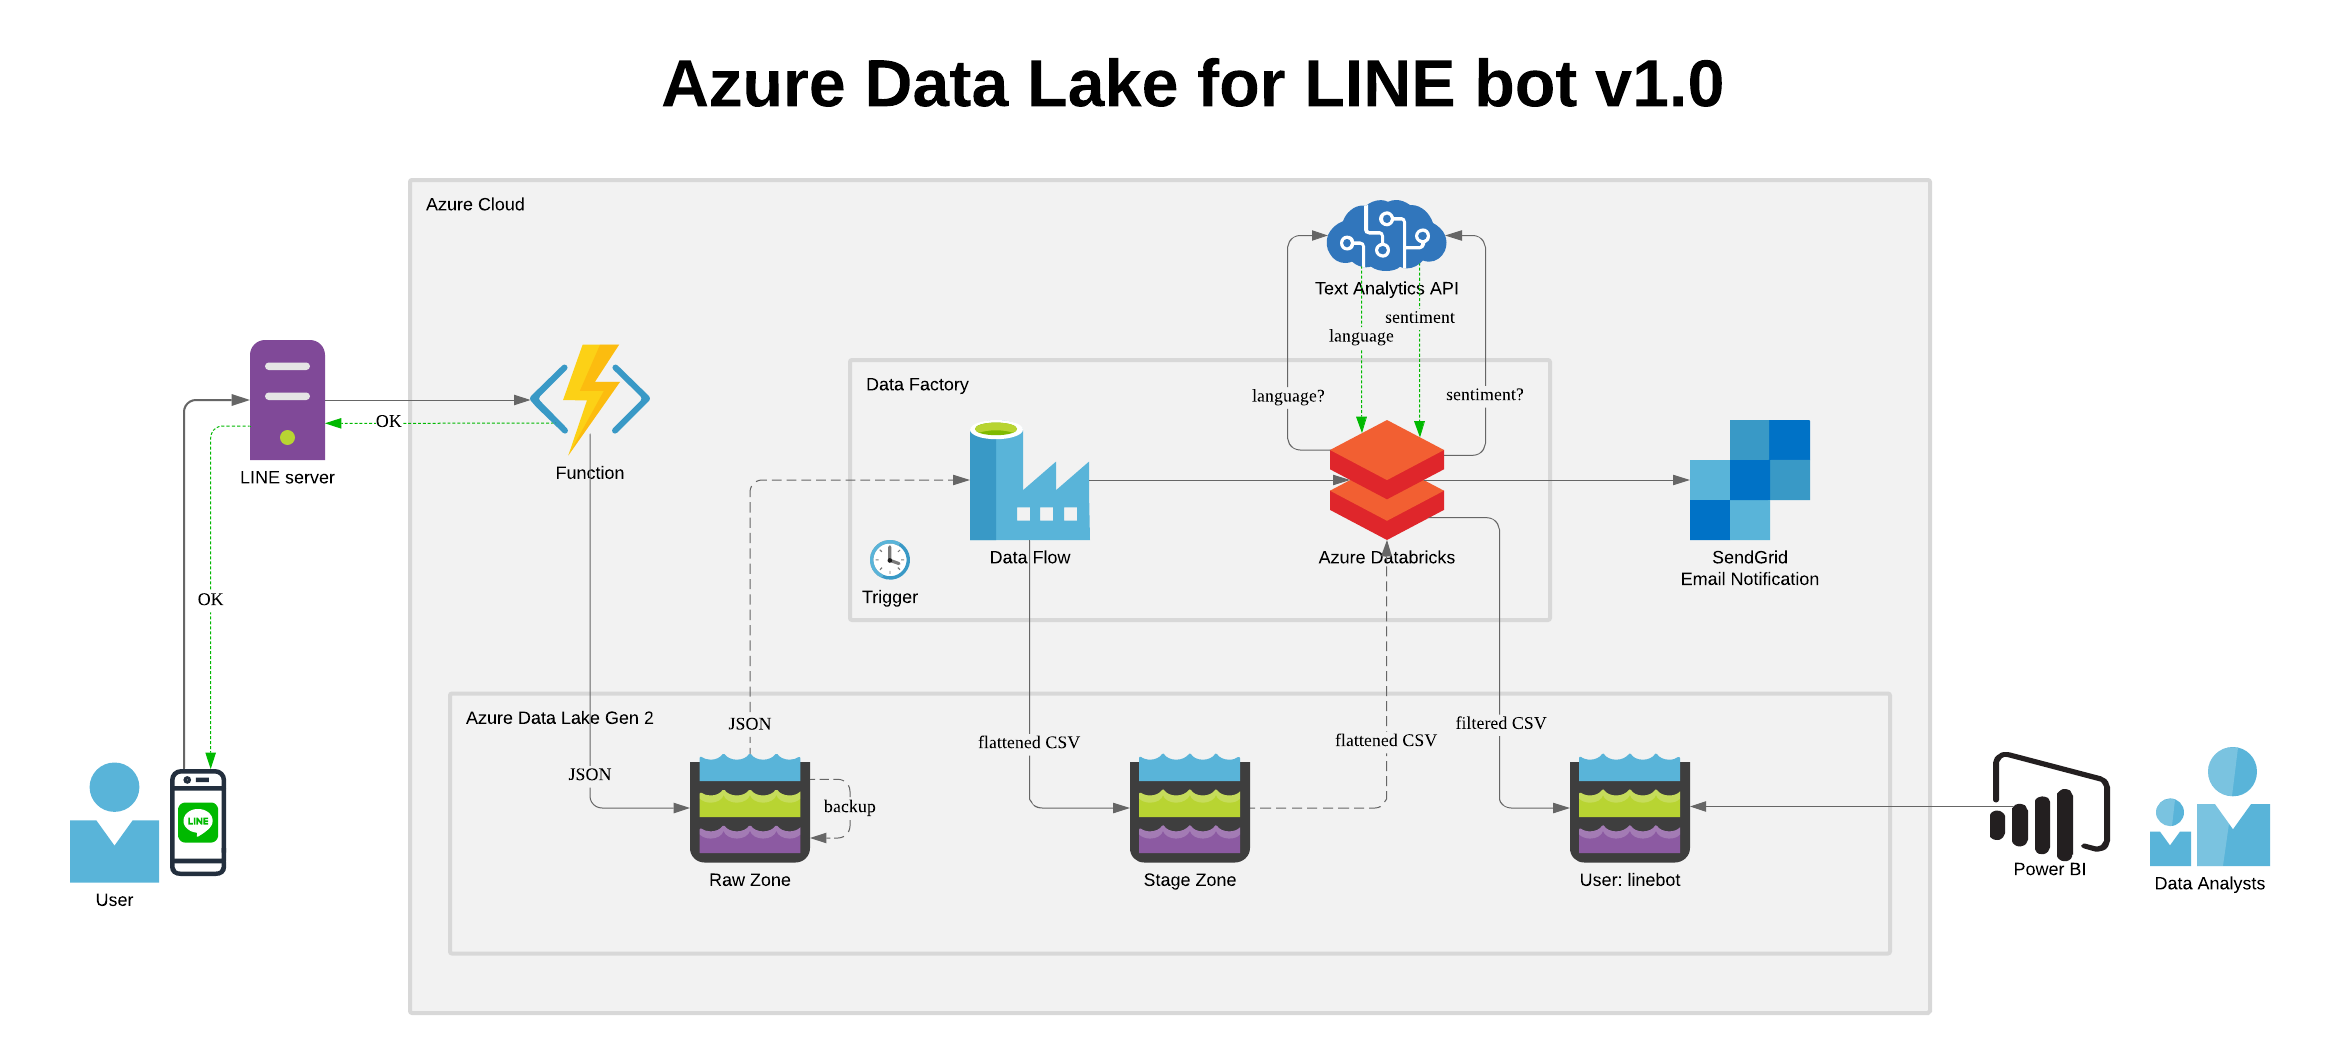 Azure Data Lake for LINE bot v1.0
Azure Cloud
Text Analytics API
sentiment
language
Data Factory
language?
sentiment?
OK
LINE server
Function
Data Flow
Azure Databricks
SendGrid
Email Notification
Trigger
OK
Azure Data Lake Gen 2
JSON
flattened CSV
flattened CSV
filtered CSV
JSON
backup
LINE
Raw Zone
Stage Zone
User: linebot
Power BI
Data Analysts
User